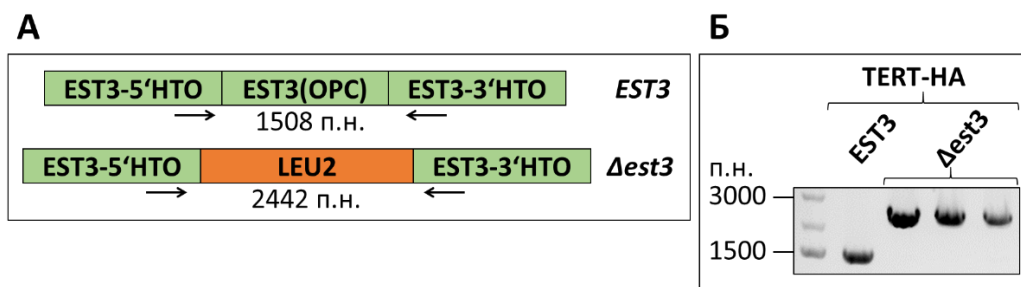 А
EST3-5‘НТО EST3(ОРС) EST3-3‘НТО EST3
1508 п.н.
EST3-5‘НТО LEU2 EST3-3‘НТО Δest3
2442 п.н.
Б
TERT-HA
EST3 Δest3
п.н.
3000
1500